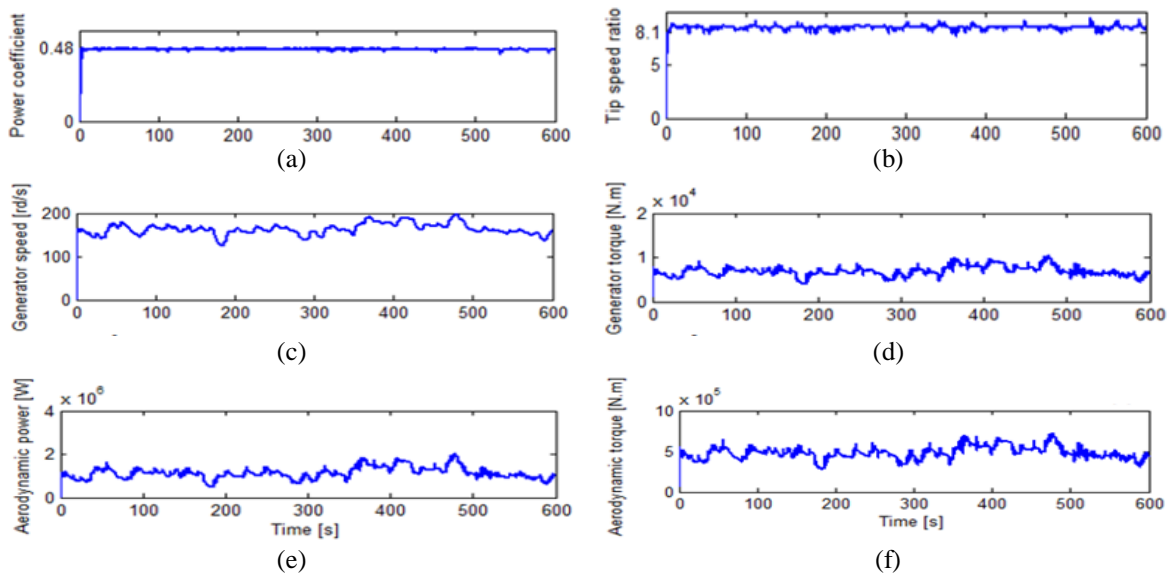 Power coefficient
0.48
0
0 100 200 300 400 500 600
(a)
Tip speed ratio
8.1
5
0
0 100 200 300 400 500 600
(b)
Generator speed [rd/s]
200
100
0
0 100 200 300 400 500 600
(c)
Generator torque [N.m]
× 10^4
2
1
0
0 100 200 300 400 500 600
(d)
Aerodynamic power [W]
× 10^6
4
2
0
0 100 200 300 400 500 600
Time [s]
(e)
Aerodynamic torque [N.m]
× 10^5
10
5
0
0 100 200 300 400 500 600
Time [s]
(f)